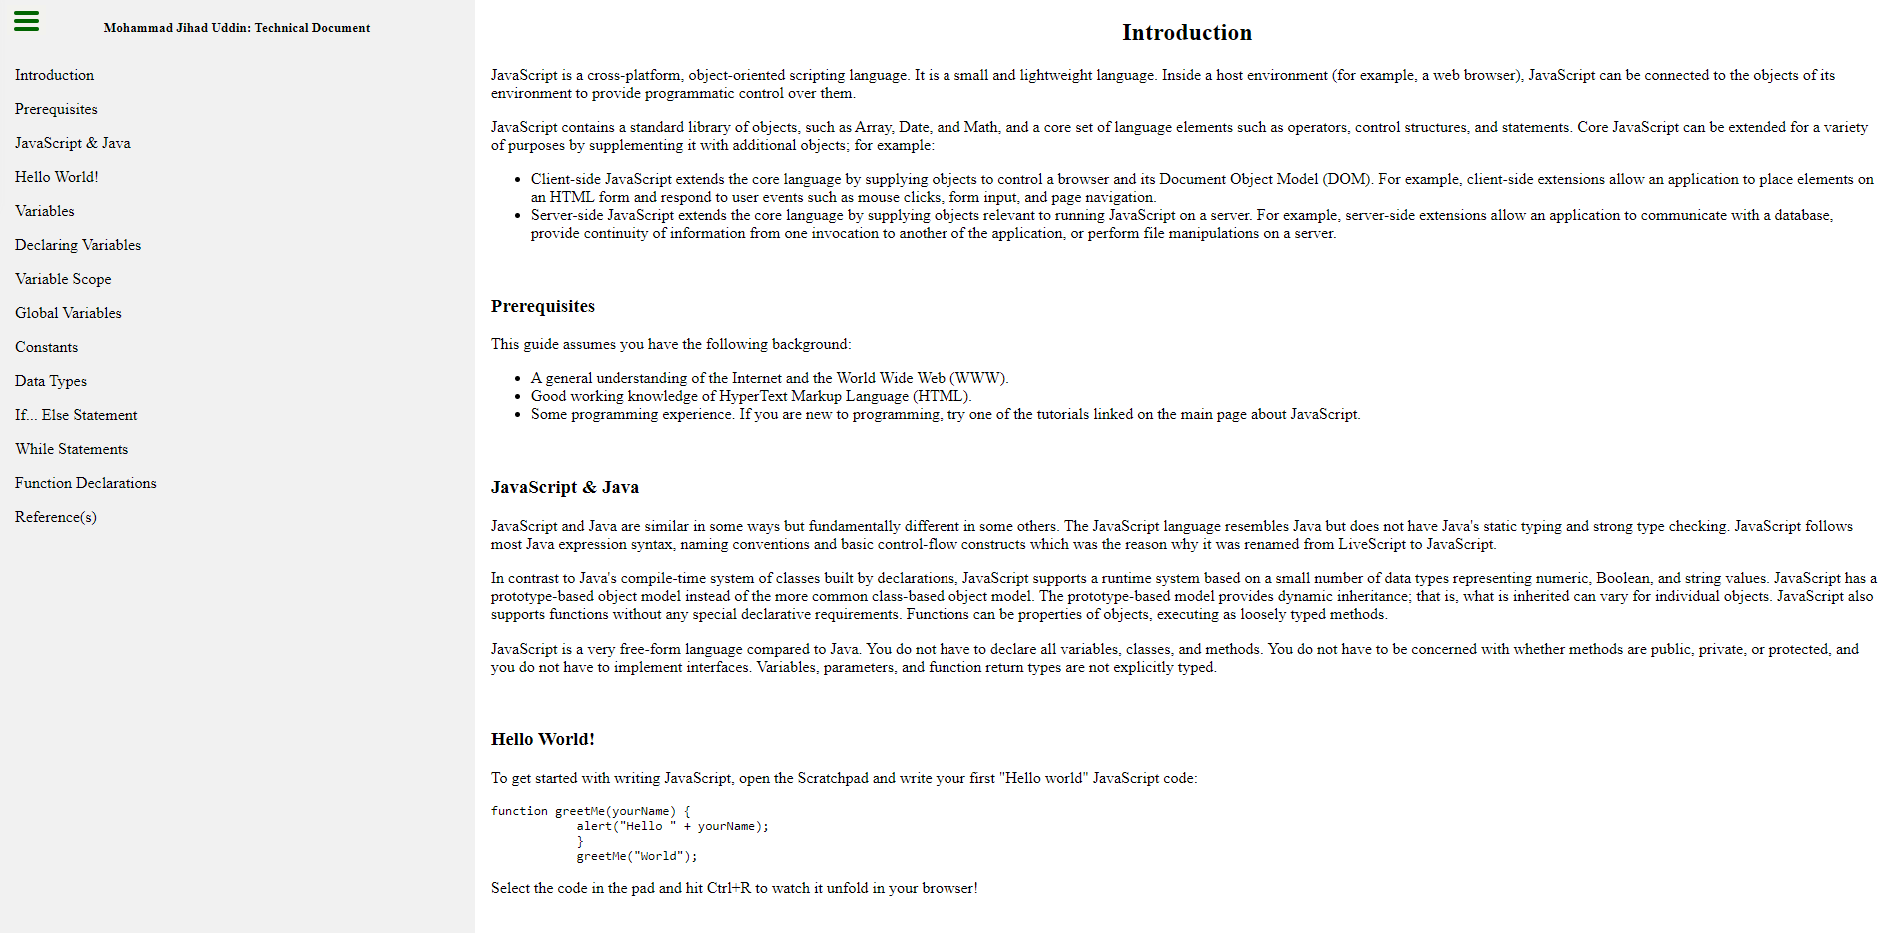 Mohammad Jihad Uddin: Technical Document
Introduction
Prerequisites
JavaScript & Java
Hello World!
Variables
Declaring Variables
Variable Scope
Global Variables
Constants
Data Types
If... Else Statement
While Statements
Function Declarations
Reference(s)
Introduction
JavaScript is a cross-platform, object-oriented scripting language. It is a small and lightweight language. Inside a host environment (for example, a web browser), JavaScript can be connected to the objects of its
environment to provide programmatic control over them.
JavaScript contains a standard library of objects, such as Array, Date, and Math, and a core set of language elements such as operators, control structures, and statements. Core JavaScript can be extended for a variety
of purposes by supplementing it with additional objects; for example:
• Client-side JavaScript extends the core language by supplying objects to control a browser and its Document Object Model (DOM). For example, client-side extensions allow an application to place elements on
an HTML form and respond to user events such as mouse clicks, form input, and page navigation.
• Server-side JavaScript extends the core language by supplying objects relevant to running JavaScript on a server. For example, server-side extensions allow an application to communicate with a database,
provide continuity of information from one invocation to another of the application, or perform file manipulations on a server.
Prerequisites
This guide assumes you have the following background:
• A general understanding of the Internet and the World Wide Web (WWW).
• Good working knowledge of HyperText Markup Language (HTML).
• Some programming experience. If you are new to programming, try one of the tutorials linked on the main page about JavaScript.
JavaScript & Java
JavaScript and Java are similar in some ways but fundamentally different in some others. The JavaScript language resembles Java but does not have Java's static typing and strong type checking. JavaScript follows
most Java expression syntax, naming conventions and basic control-flow constructs which was the reason why it was renamed from LiveScript to JavaScript.
In contrast to Java's compile-time system of classes built by declarations, JavaScript supports a runtime system based on a small number of data types representing numeric, Boolean, and string values. JavaScript has a
prototype-based object model instead of the more common class-based object model. The prototype-based model provides dynamic inheritance; that is, what is inherited can vary for individual objects. JavaScript also
supports functions without any special declarative requirements. Functions can be properties of objects, executing as loosely typed methods.
JavaScript is a very free-form language compared to Java. You do not have to declare all variables, classes, and methods. You do not have to be concerned with whether methods are public, private, or protected, and
you do not have to implement interfaces. Variables, parameters, and function return types are not explicitly typed.
Hello World!
To get started with writing JavaScript, open the Scratchpad and write your first "Hello world" JavaScript code:
function greetMe(yourName) {
alert("Hello " + yourName);
}
greetMe("World");
Select the code in the pad and hit Ctrl+R to watch it unfold in your browser!